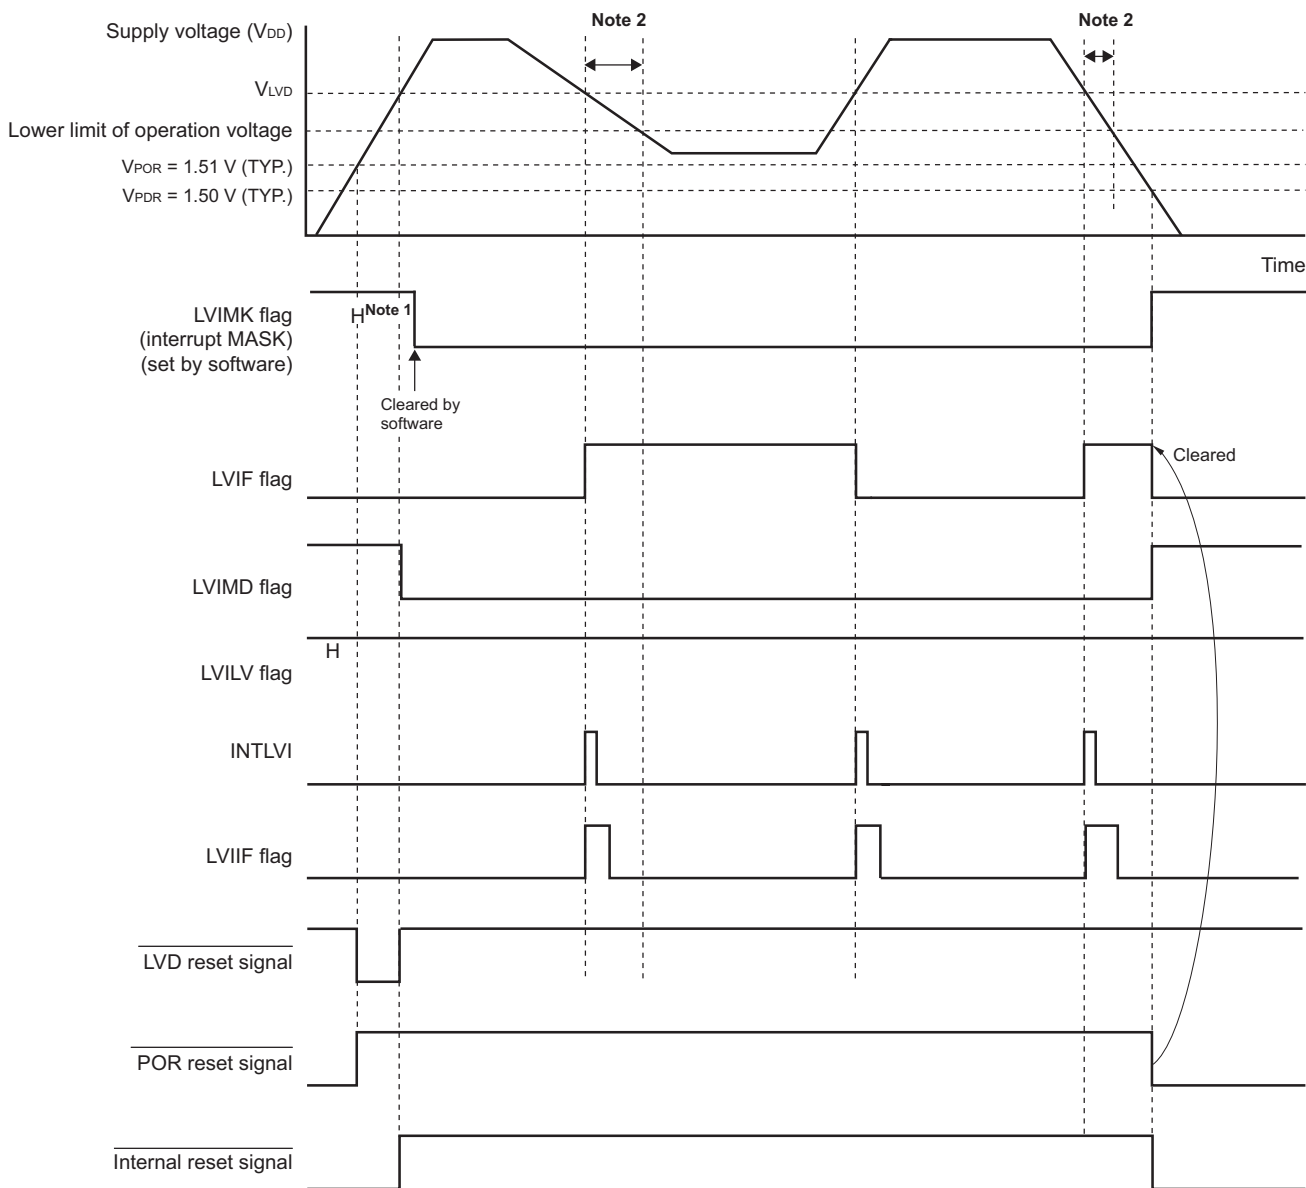 Note 2
Note 2
Supply voltage (VDD)
VLVD
Lower limit of operation voltage
VPOR = 1.51 V (TYP.)
VPDR = 1.50 V (TYP.)
Time
LVIMK flag
(interrupt MASK)
(set by software)
H Note 1
Cleared by
software
LVIF flag
Cleared
LVIMD flag
H
LVILV flag
INTLVI
LVIIF flag
LVD reset signal
POR reset signal
Internal reset signal